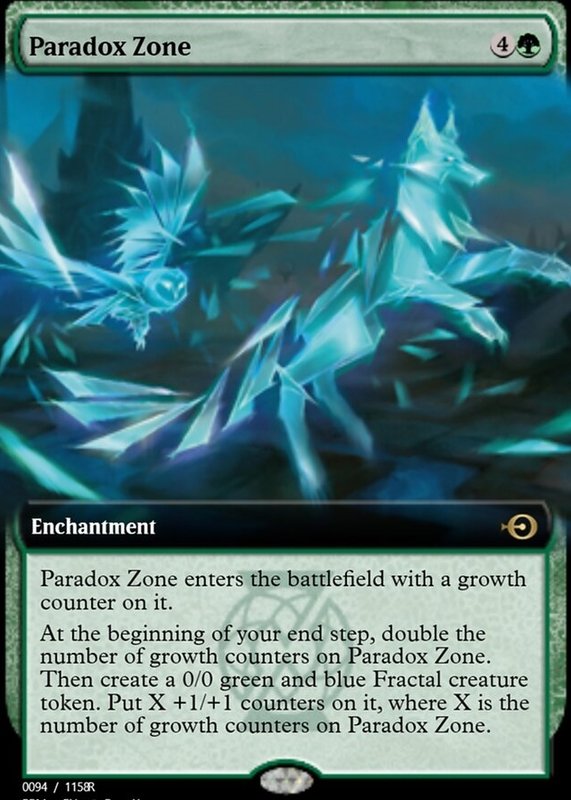 Paradox Zone 4
Enchantment
Paradox Zone enters the battlefield with a growth
counter on it.
At the beginning of your end step, double the
number of growth counters on Paradox Zone.
Then create a 0/0 green and blue Fractal creature
token. Put X +1/+1 counters on it, where X is the
number of growth counters on Paradox Zone.
0094 / 1158R